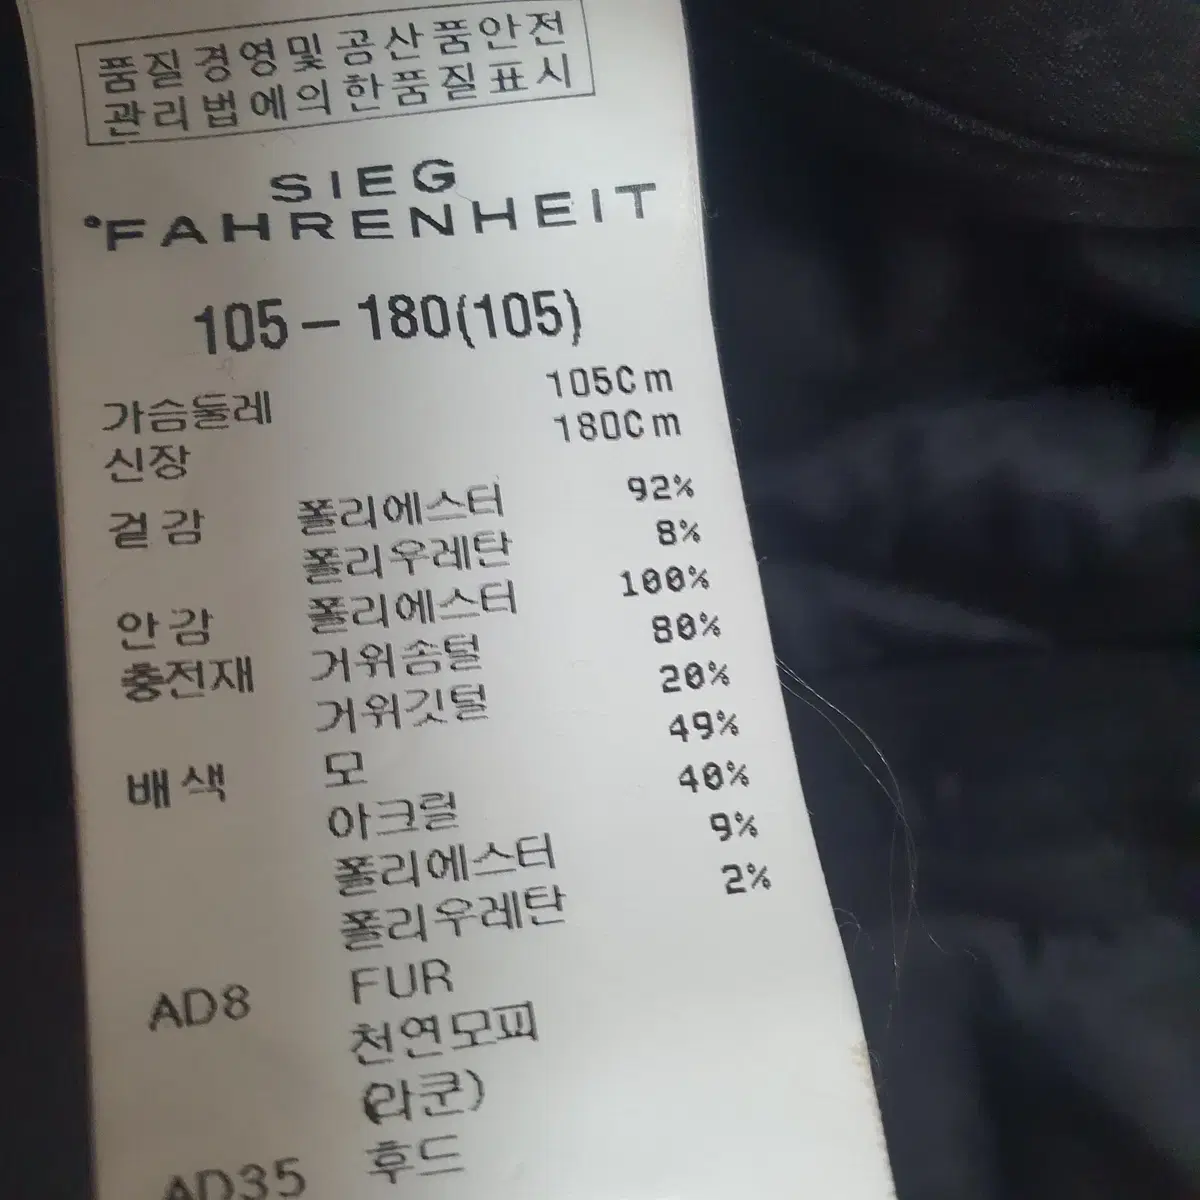 품질경영및공산품안전
관리법에의한품질표시
SIEG
°FAHRENHEIT
105-180(105)
가슴둘레 105Cm
신장 180Cm
겉감 폴리에스터 92%
폴리우레탄 8%
안감 폴리에스터 100%
충전재 거위솜털 80%
거위깃털 20%
배색 모 49%
아크릴 40%
폴리에스터 9%
폴리우레탄 2%
AD8 FUR
천연모피
(라쿤)
AD35 후드